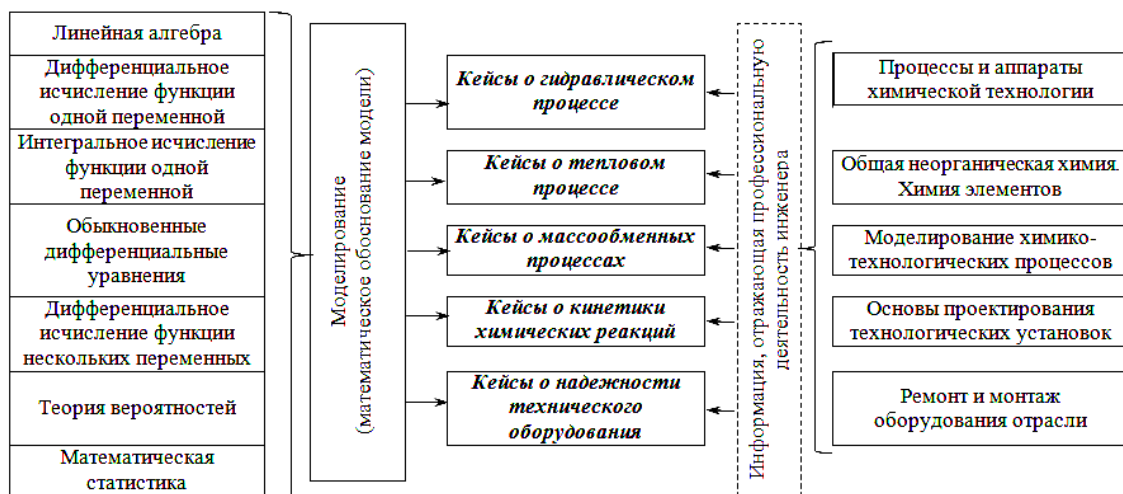 Линейная алгебра
Дифференциальное
исчисление функции
одной переменной
Интегральное исчисление
функции одной
переменной
Обыкновенные
дифференциальные
уравнения
Дифференциальное
исчисление функции
нескольких переменных
Теория вероятностей
Математическая
статистика
Моделирование
(математическое обоснование модели)
Кейсы о гидравлическом
процессе
Кейсы о тепловом
процессе
Кейсы о массообменных
процессах
Кейсы о кинетики
химических реакций
Кейсы о надежности
технического
оборудования
Информация, отражающая профессиональную
деятельность инженера
Процессы и аппараты
химической технологии
Общая неорганическая химия.
Химия элементов
Моделирование химико-
технологических процессов
Основы проектирования
технологических установок
Ремонт и монтаж
оборудования отрасли